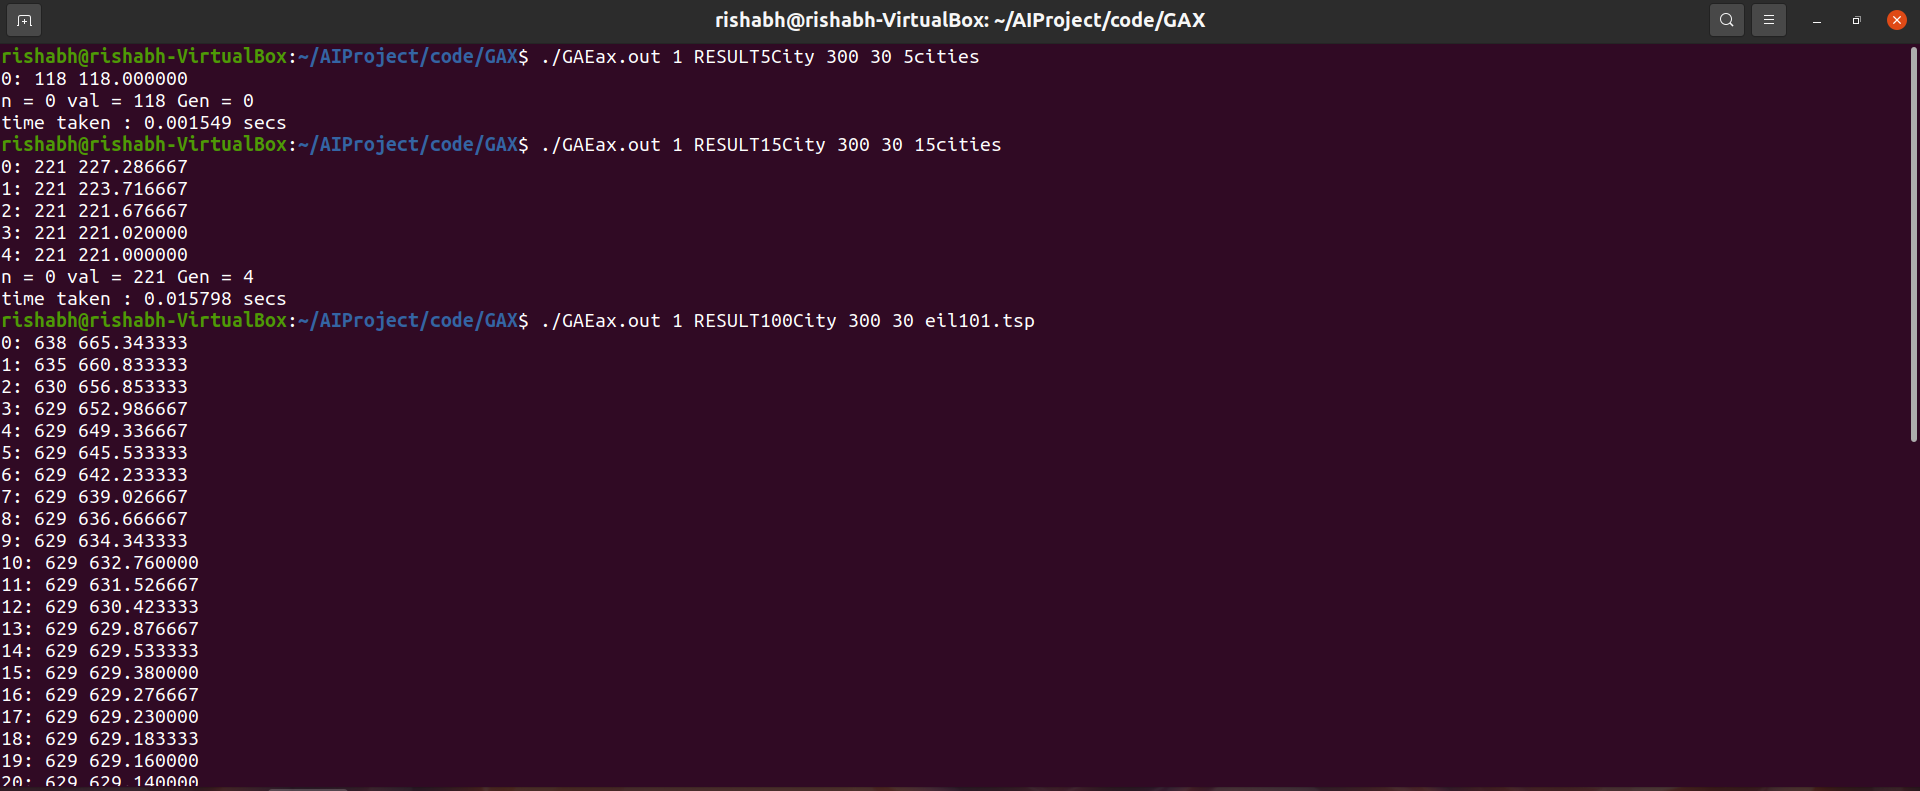 rishabh@rishabh-VirtualBox: ~/AIProject/code/GAX
rishabh@rishabh-VirtualBox:~/AIProject/code/GAX$ ./GAEax.out 1 RESULT5City 300 30 5cities
0: 118 118.000000
n = 0 val = 118 Gen = 0
time taken : 0.001549 secs
rishabh@rishabh-VirtualBox:~/AIProject/code/GAX$ ./GAEax.out 1 RESULT15City 300 30 15cities
0: 221 227.286667
1: 221 223.716667
2: 221 221.676667
3: 221 221.020000
4: 221 221.000000
n = 0 val = 221 Gen = 4
time taken : 0.015798 secs
rishabh@rishabh-VirtualBox:~/AIProject/code/GAX$ ./GAEax.out 1 RESULT100City 300 30 eil101.tsp
0: 638 665.343333
1: 635 660.833333
2: 630 656.853333
3: 629 652.986667
4: 629 649.336667
5: 629 645.533333
6: 629 642.233333
7: 629 639.026667
8: 629 636.666667
9: 629 634.343333
10: 629 632.760000
11: 629 631.526667
12: 629 630.423333
13: 629 629.876667
14: 629 629.533333
15: 629 629.380000
16: 629 629.276667
17: 629 629.230000
18: 629 629.183333
19: 629 629.160000
20: 629 629.140000